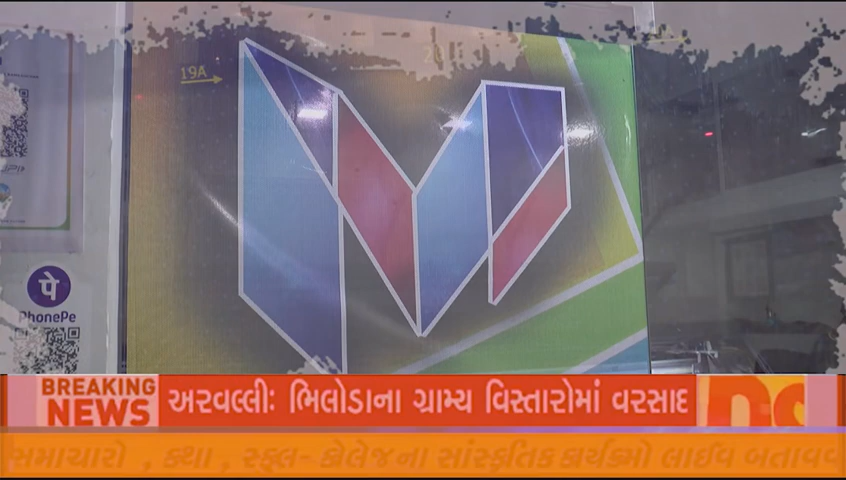 19A
PhonePe
BREAKING NEWS
અરવલ્લીઃ ભિલોડાના ગ્રામ્ય વિસ્તારોમાં વરસાદ
સમાચારો , કથા , સ્કૂલ- કોલેજના સાંસ્કૃતિક કાર્યક્રમો લાઈવ બતાવવ